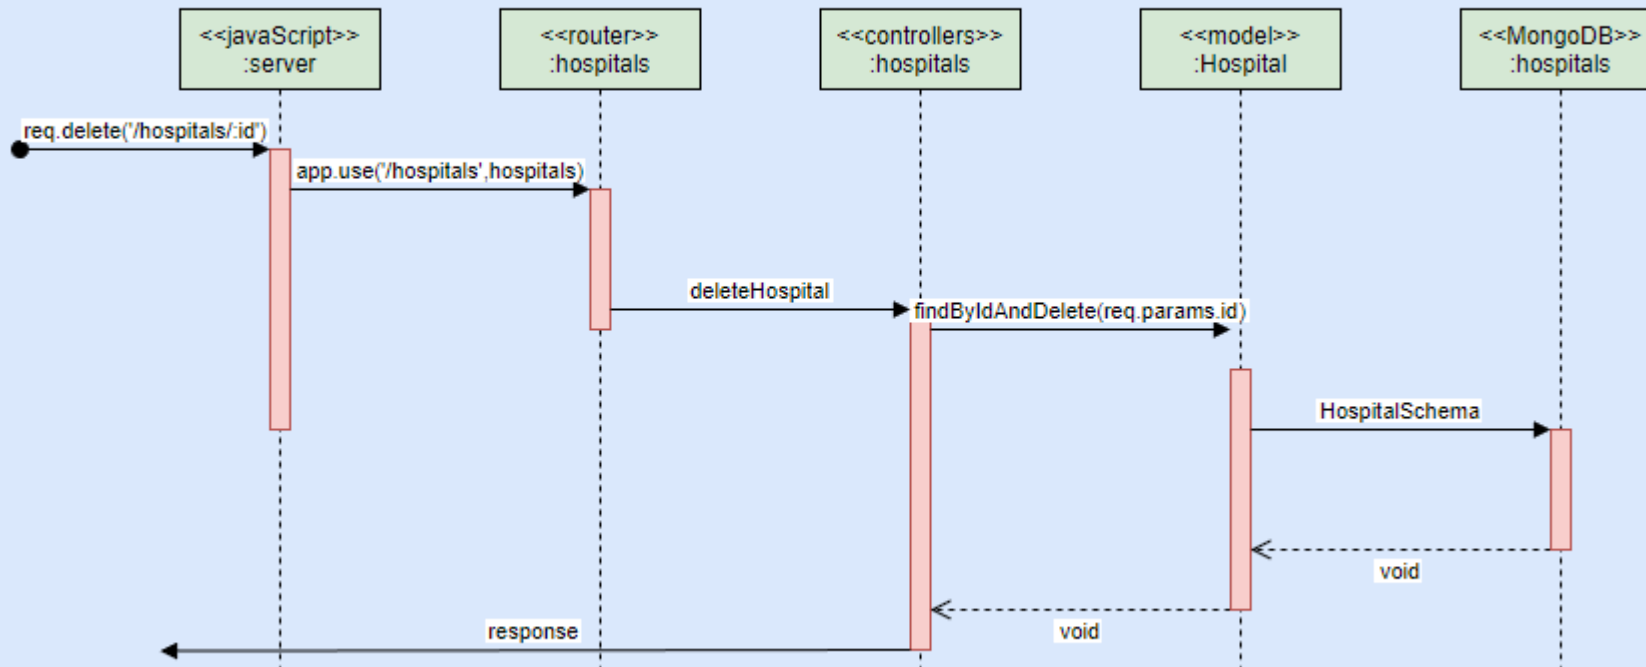 <<javaScript>>
:server
<<router>>
:hospitals
<<controllers>>
:hospitals
<<model>>
:Hospital
<<MongoDB>>
:hospitals
req.delete('/hospitals/:id')
app.use('/hospitals',hospitals)
deleteHospital
findByIdAndDelete(req.params.id)
HospitalSchema
void
void
response